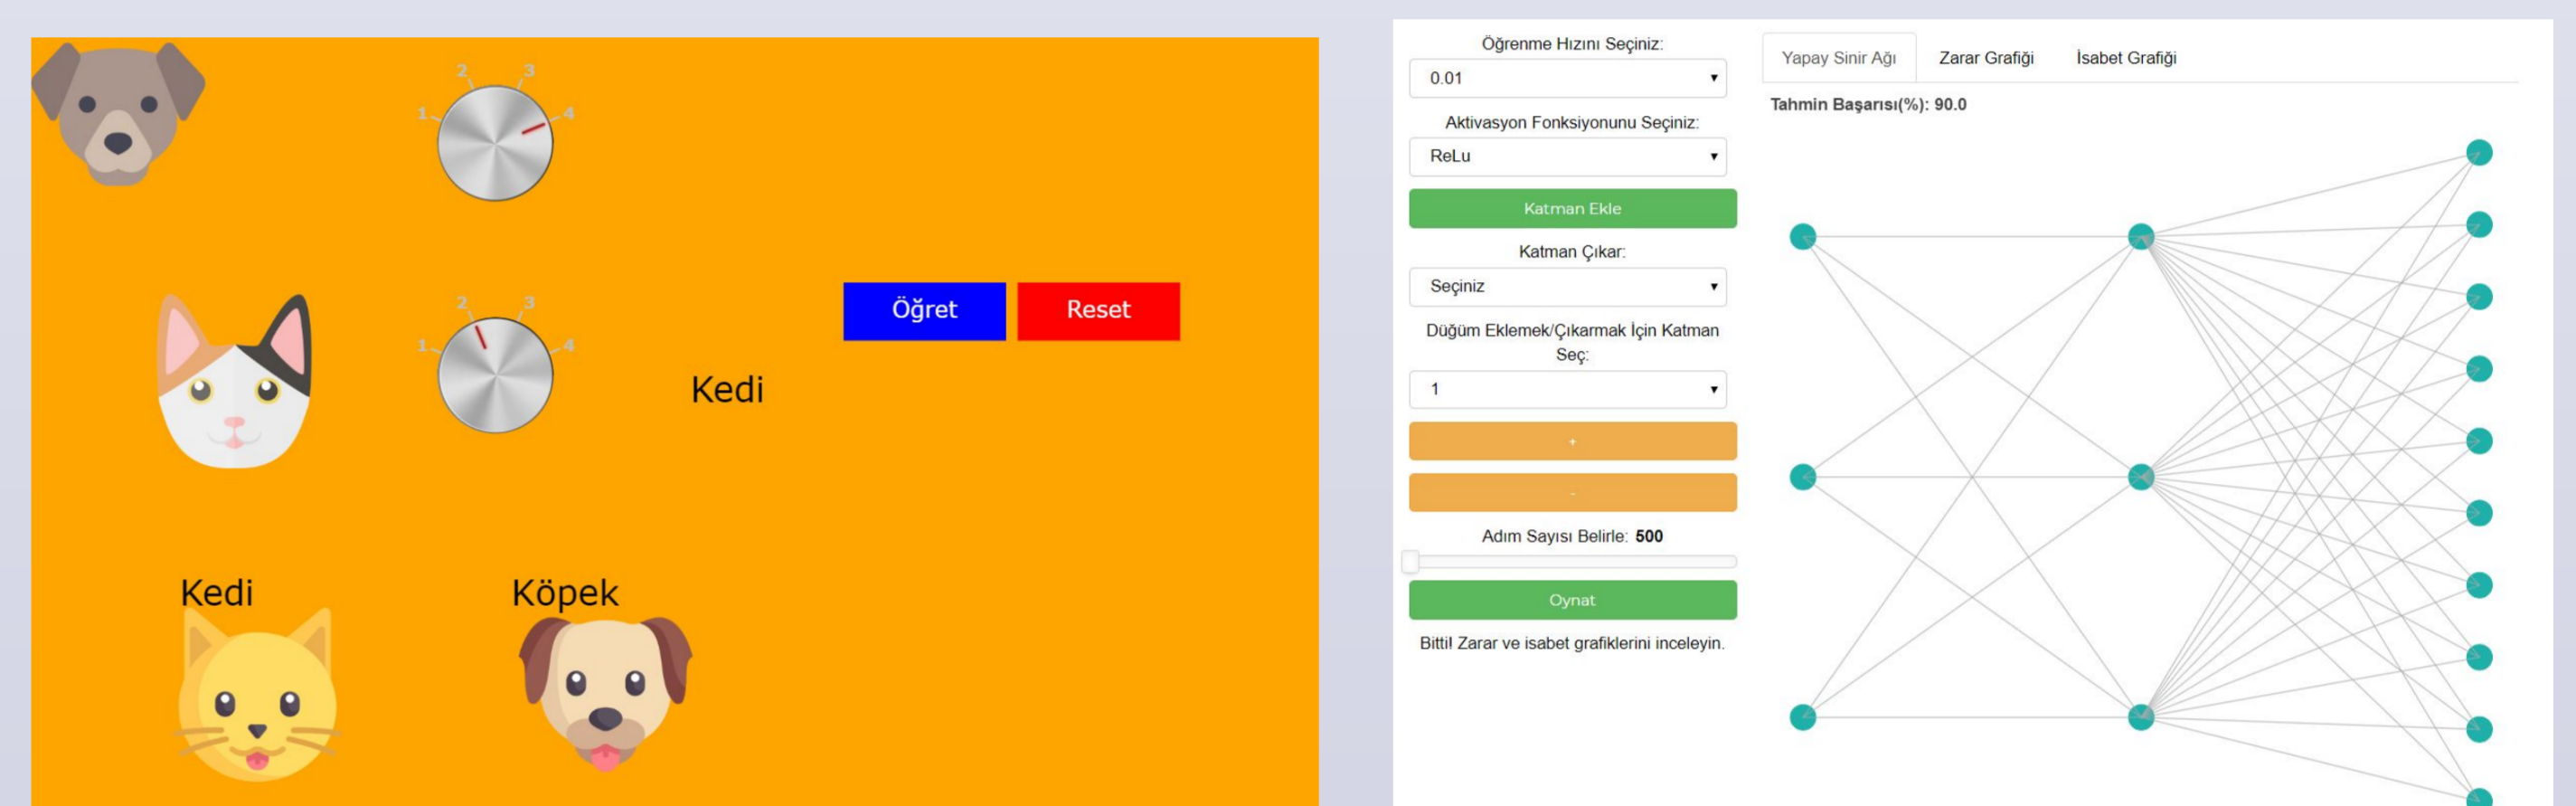 2 3
1 4
2 3
1 4
Kedi
Öğret
Reset
Kedi
Köpek
Öğrenme Hızını Seçiniz:
0.01
Aktivasyon Fonksiyonunu Seçiniz:
ReLu
Katman Ekle
Katman Çıkar:
Seçiniz
Düğüm Eklemek/Çıkarmak İçin Katman
Seç:
1
+
-
Adım Sayısı Belirle: 500
Oynat
Bitti! Zarar ve isabet grafiklerini inceleyin.
Yapay Sinir Ağı
Zarar Grafiği
İsabet Grafiği
Tahmin Başarısı(%): 90.0